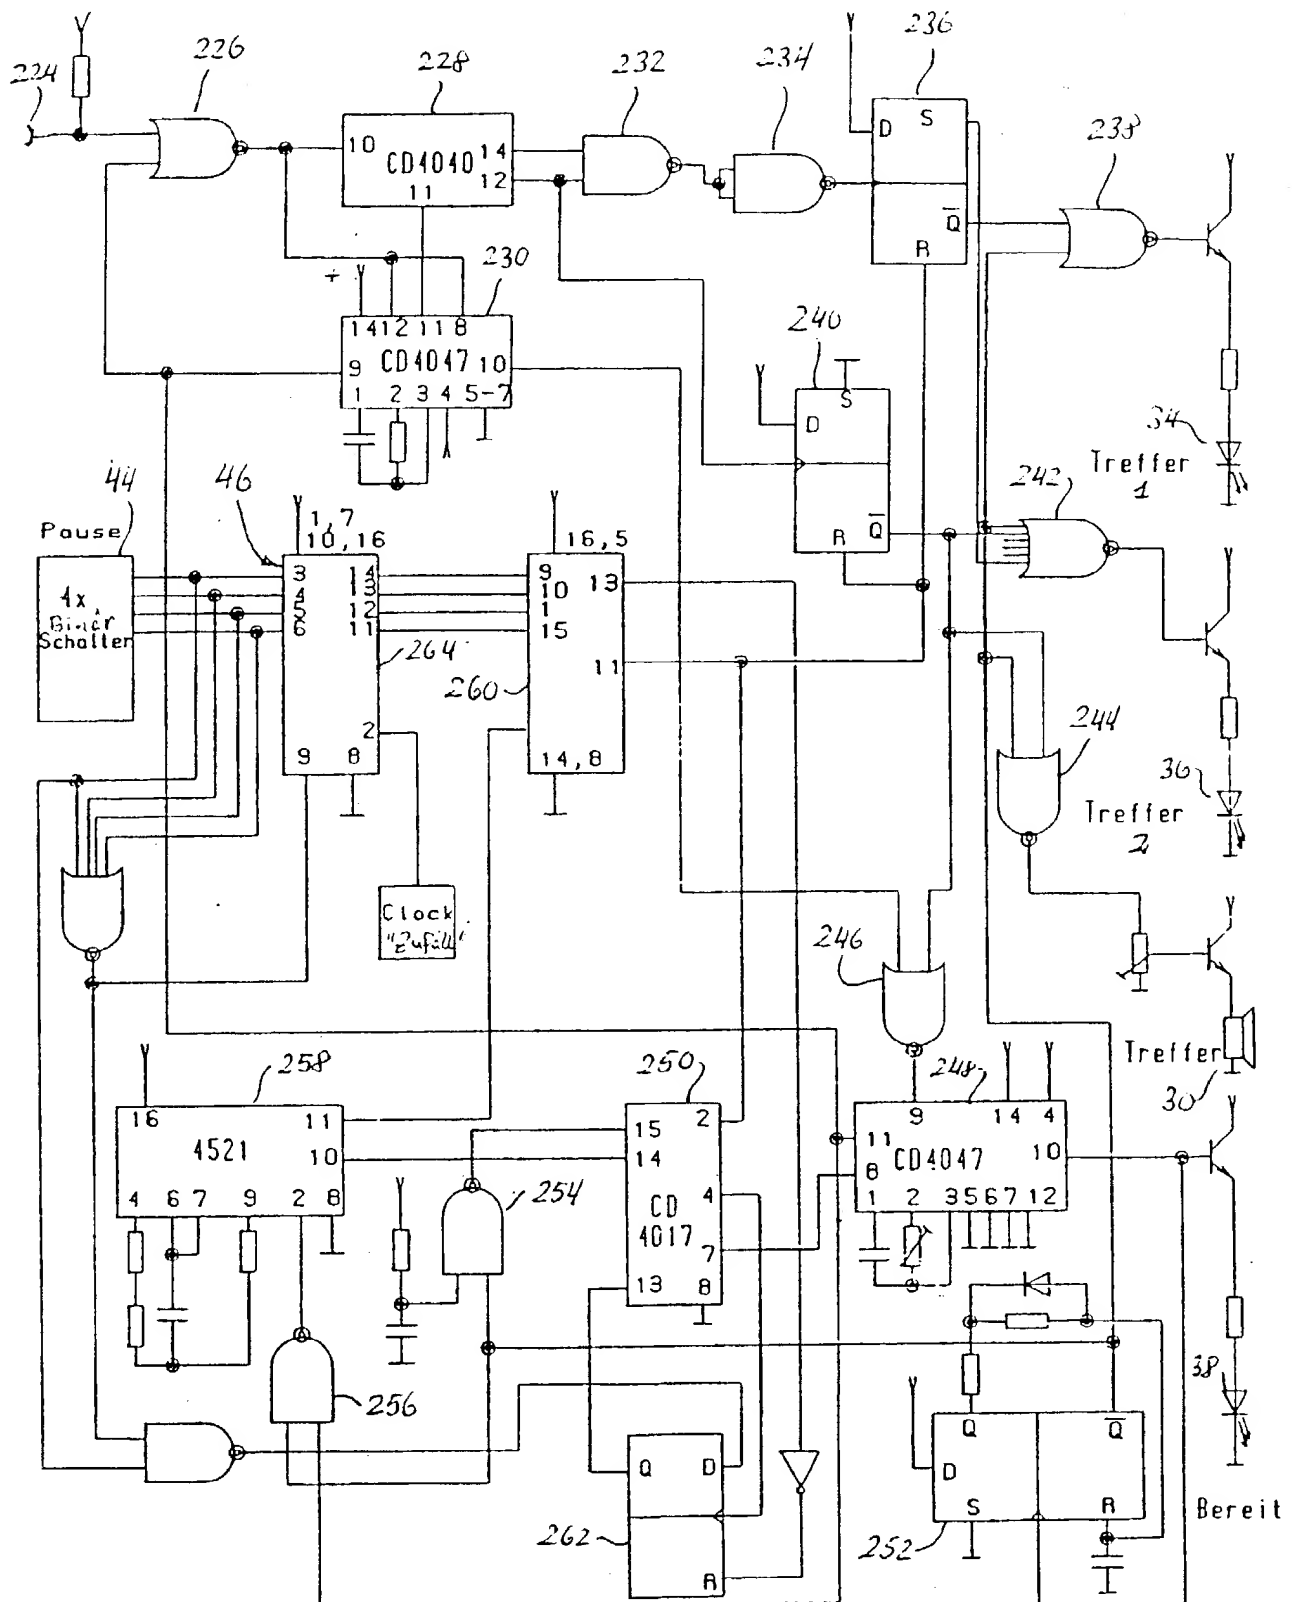 224
226
228
232
234
236
238
10
CD4040
14
12
11
D
S
Q
R
+
230
14 12 11 8
9
CD4047
10
1 2 3 4 5-7
240
D
S
R
Q
34
Treffer
1
242
44
Pause
4x
Binär
Schalter
46
1,7
10,16
3
4
5
6
14
13
12
11
264
2
9
8
16,5
9
10
1
15
13
11
260
14,8
244
36
Treffer
2
Clock
"Zufall"
246
Treffer
30
258
16
11
4521
10
4 6 7 9 2 8
254
250
2
15
14
4
CD
4017
7
13
8
248
9
14
4
11
8
CD4047
10
1 2 3 5 6 7 12
256
38
Q
Q
D
S
R
252
Bereit
Q
D
262
R